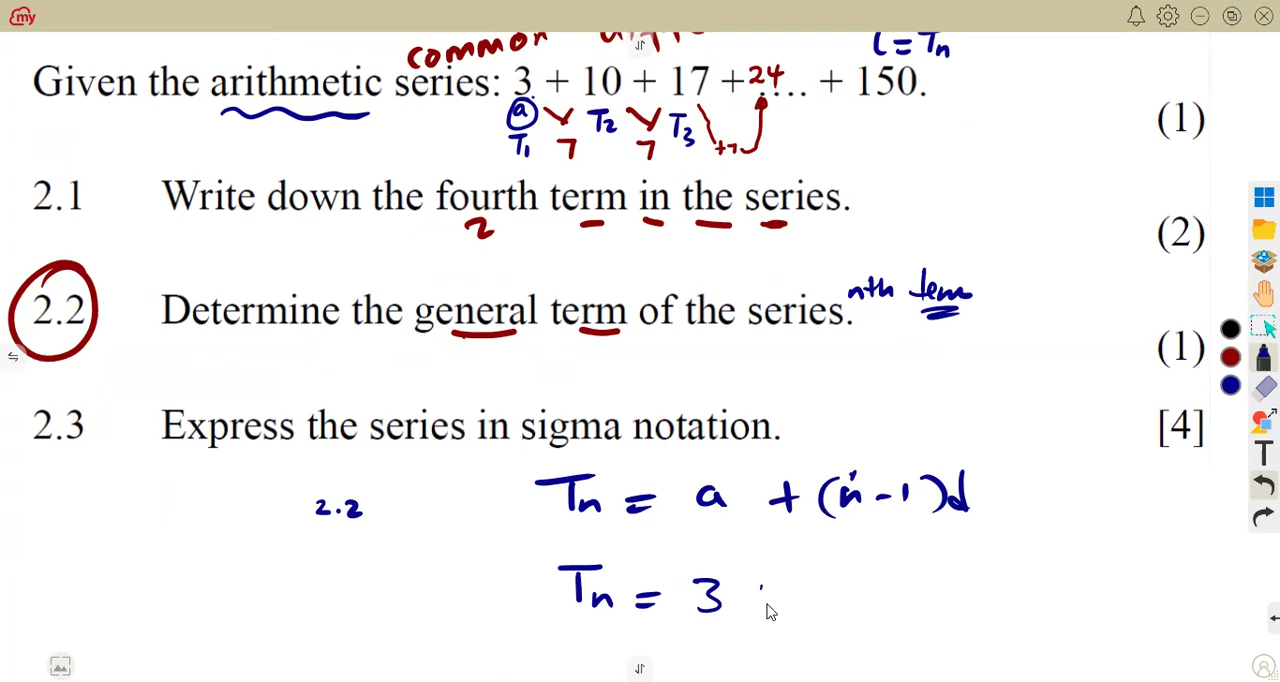 my
common
l = Tn
Given the arithmetic series: 3 + 10 + 17 + 24 .... + 150.
a T2 T3
T1 7 7 +7
(1)
2.1 Write down the fourth term in the series.
(2)
2.2 Determine the general term of the series. nth term
(1)
2.3 Express the series in sigma notation. [4]
2.2 Tn = a + (n - 1)d
Tn = 3
T